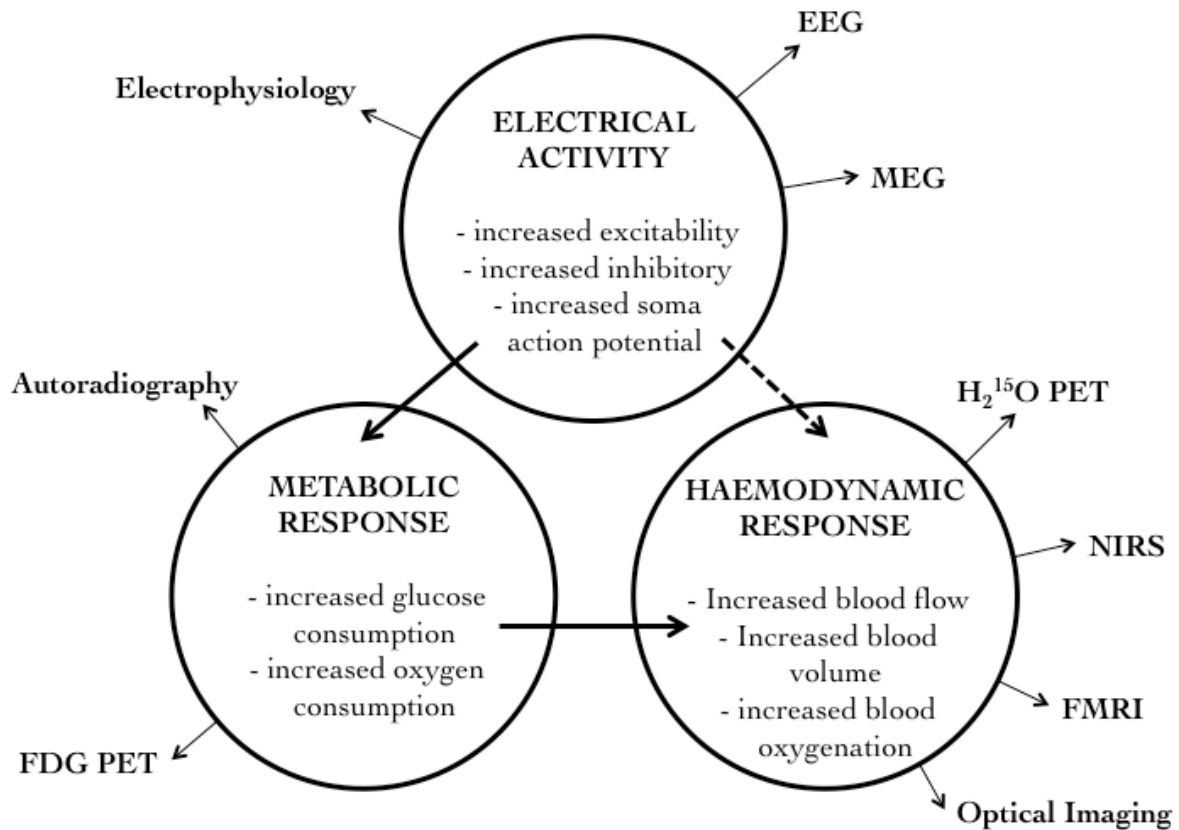 EEG
Electrophysiology
ELECTRICAL
ACTIVITY
MEG
- increased excitability
- increased inhibitory
- increased soma
action potential
Autoradiography
H₂¹⁵O PET
METABOLIC
RESPONSE
HAEMODYNAMIC
RESPONSE
NIRS
- increased glucose
consumption
- increased oxygen
consumption
- Increased blood flow
- Increased blood
volume
- increased blood
oxygenation
FMRI
FDG PET
Optical Imaging